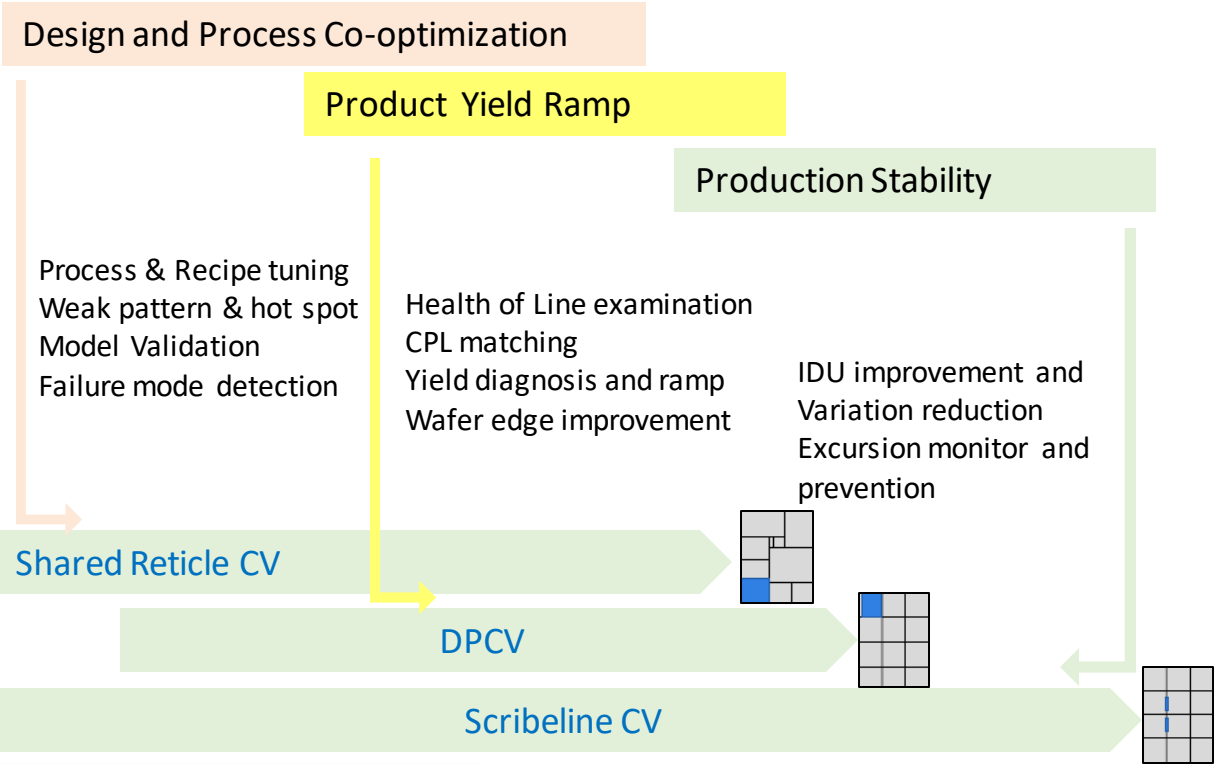 Design and Process Co-optimization
Product Yield Ramp
Production Stability
Process & Recipe tuning
Weak pattern & hot spot
Model Validation
Failure mode detection
Health of Line examination
CPL matching
Yield diagnosis and ramp
Wafer edge improvement
IDU improvement and
Variation reduction
Excursion monitor and
prevention
Shared Reticle CV
DPCV
Scribeline CV